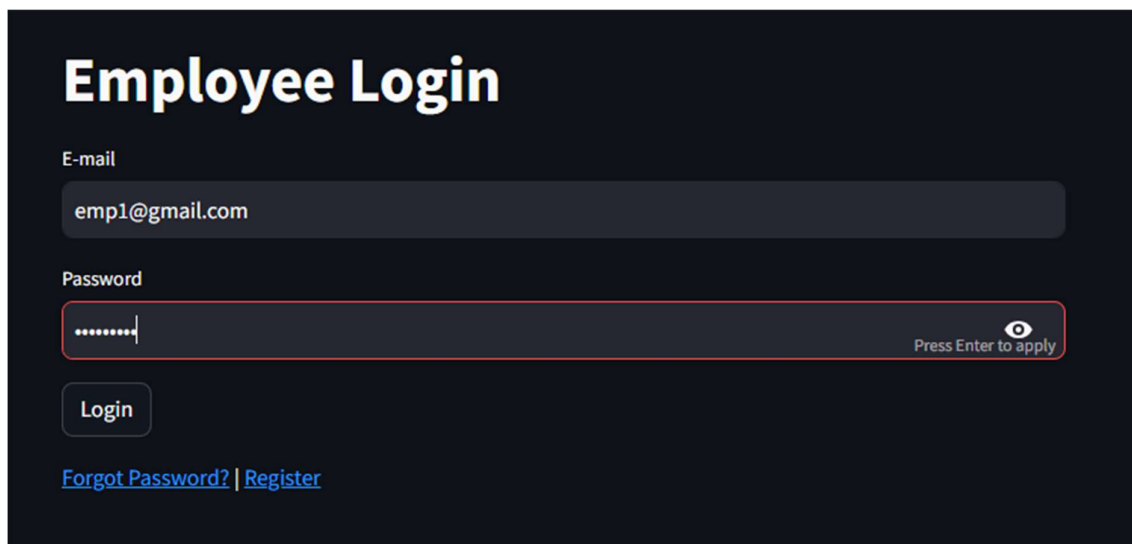 Employee Login
E-mail
emp1@gmail.com
Password
•••••••••
Press Enter to apply
Login
Forgot Password? | Register